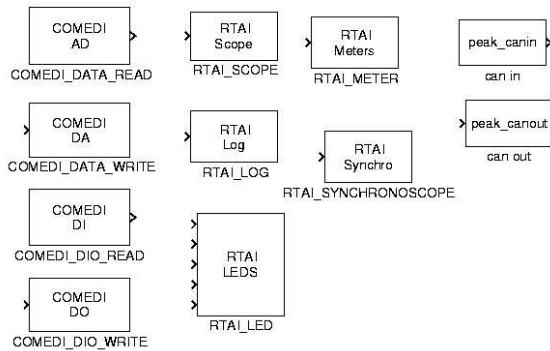 COMEDI
AD
COMEDI_DATA_READ
RTAI
Scope
RTAI_SCOPE
RTAI
Meters
RTAI_METER
peak_canin
can in
COMEDI
DA
COMEDI_DATA_WRITE
RTAI
Log
RTAI_LOG
RTAI
Synchro
RTAI_SYNCHRONOSCOPE
peak_canout
can out
COMEDI
DI
COMEDI_DIO_READ
RTAI
LEDS
RTAI_LED
COMEDI
DO
COMEDI_DIO_WRITE